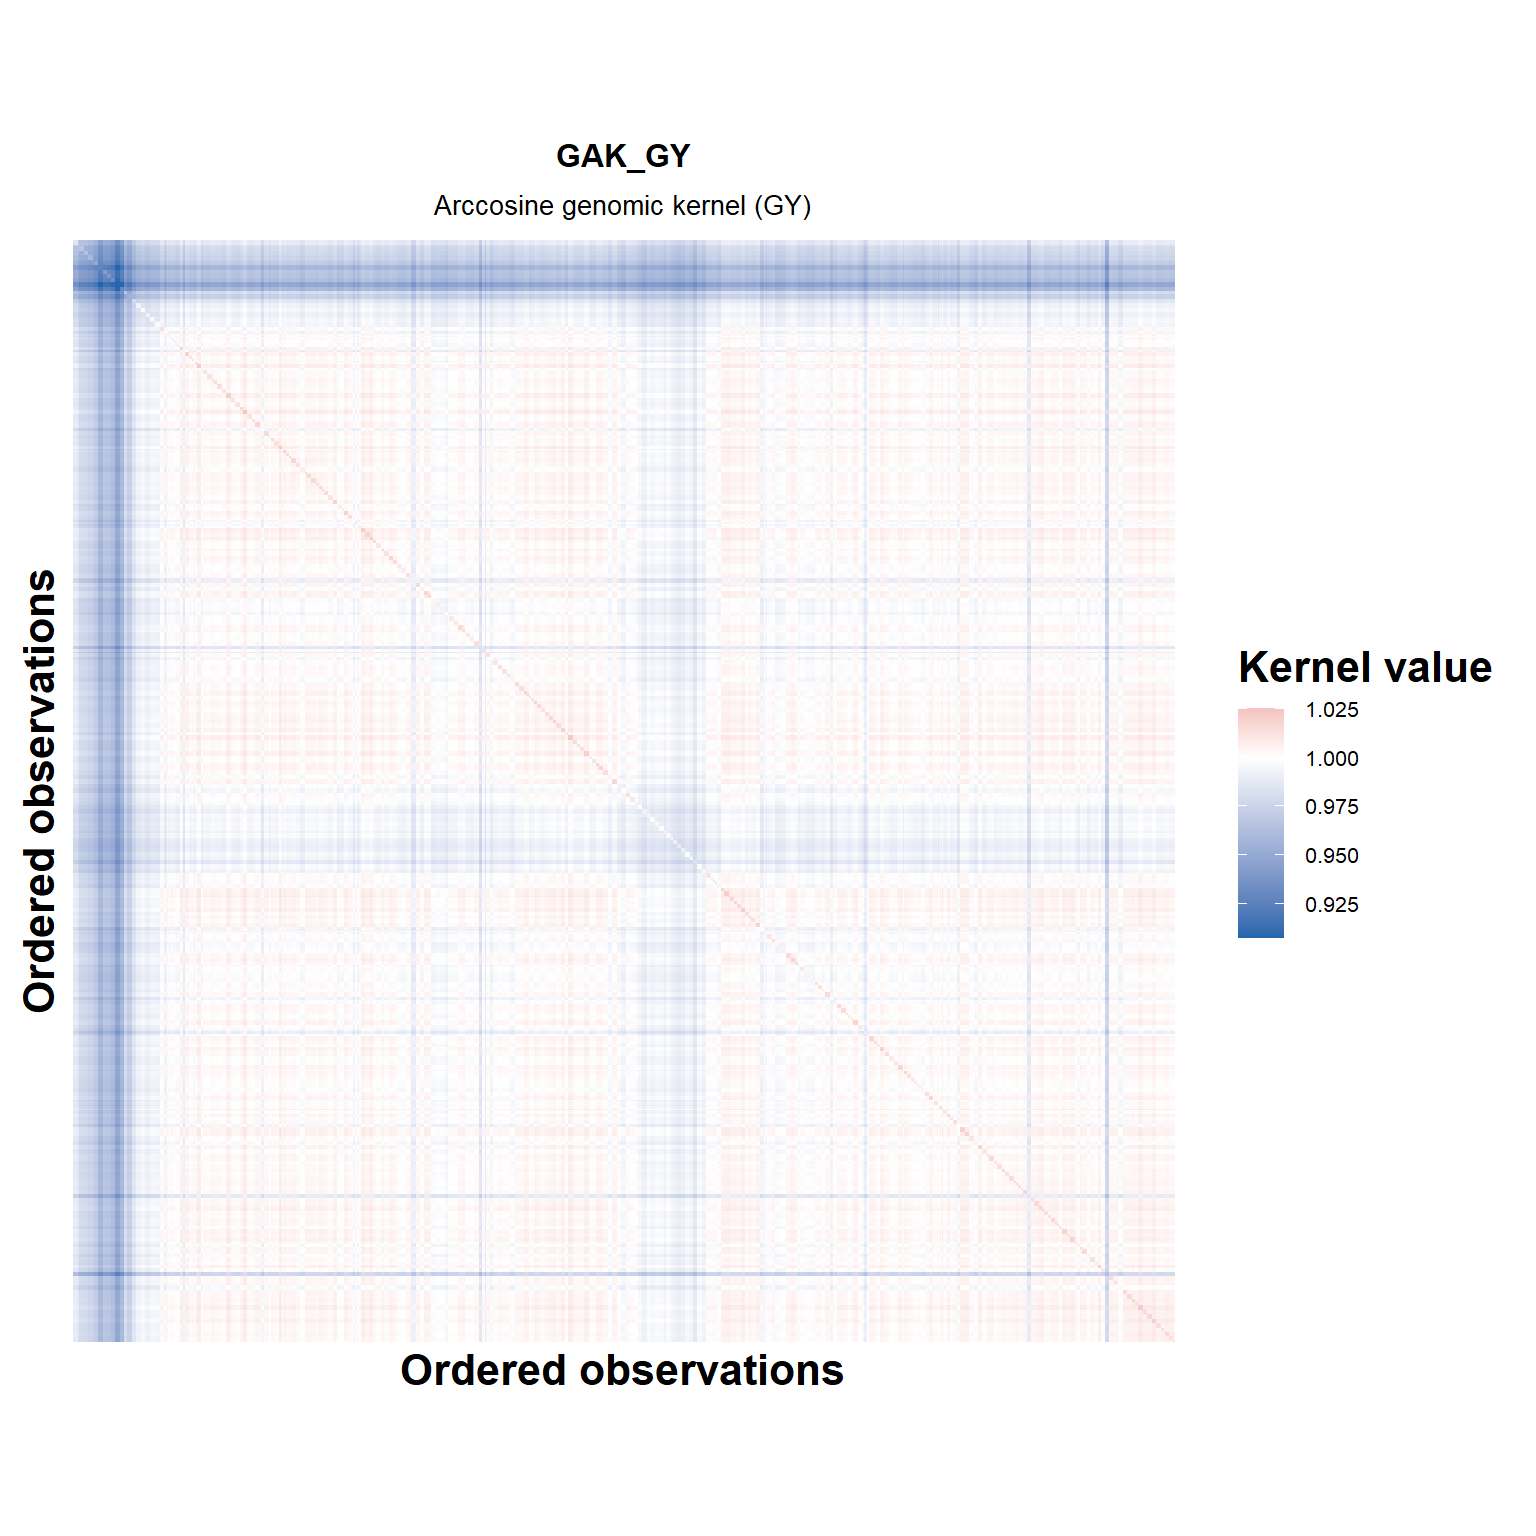 GAK_GY
Arccosine genomic kernel (GY)
Ordered observations
Ordered observations
Kernel value
1.025
1.000
0.975
0.950
0.925